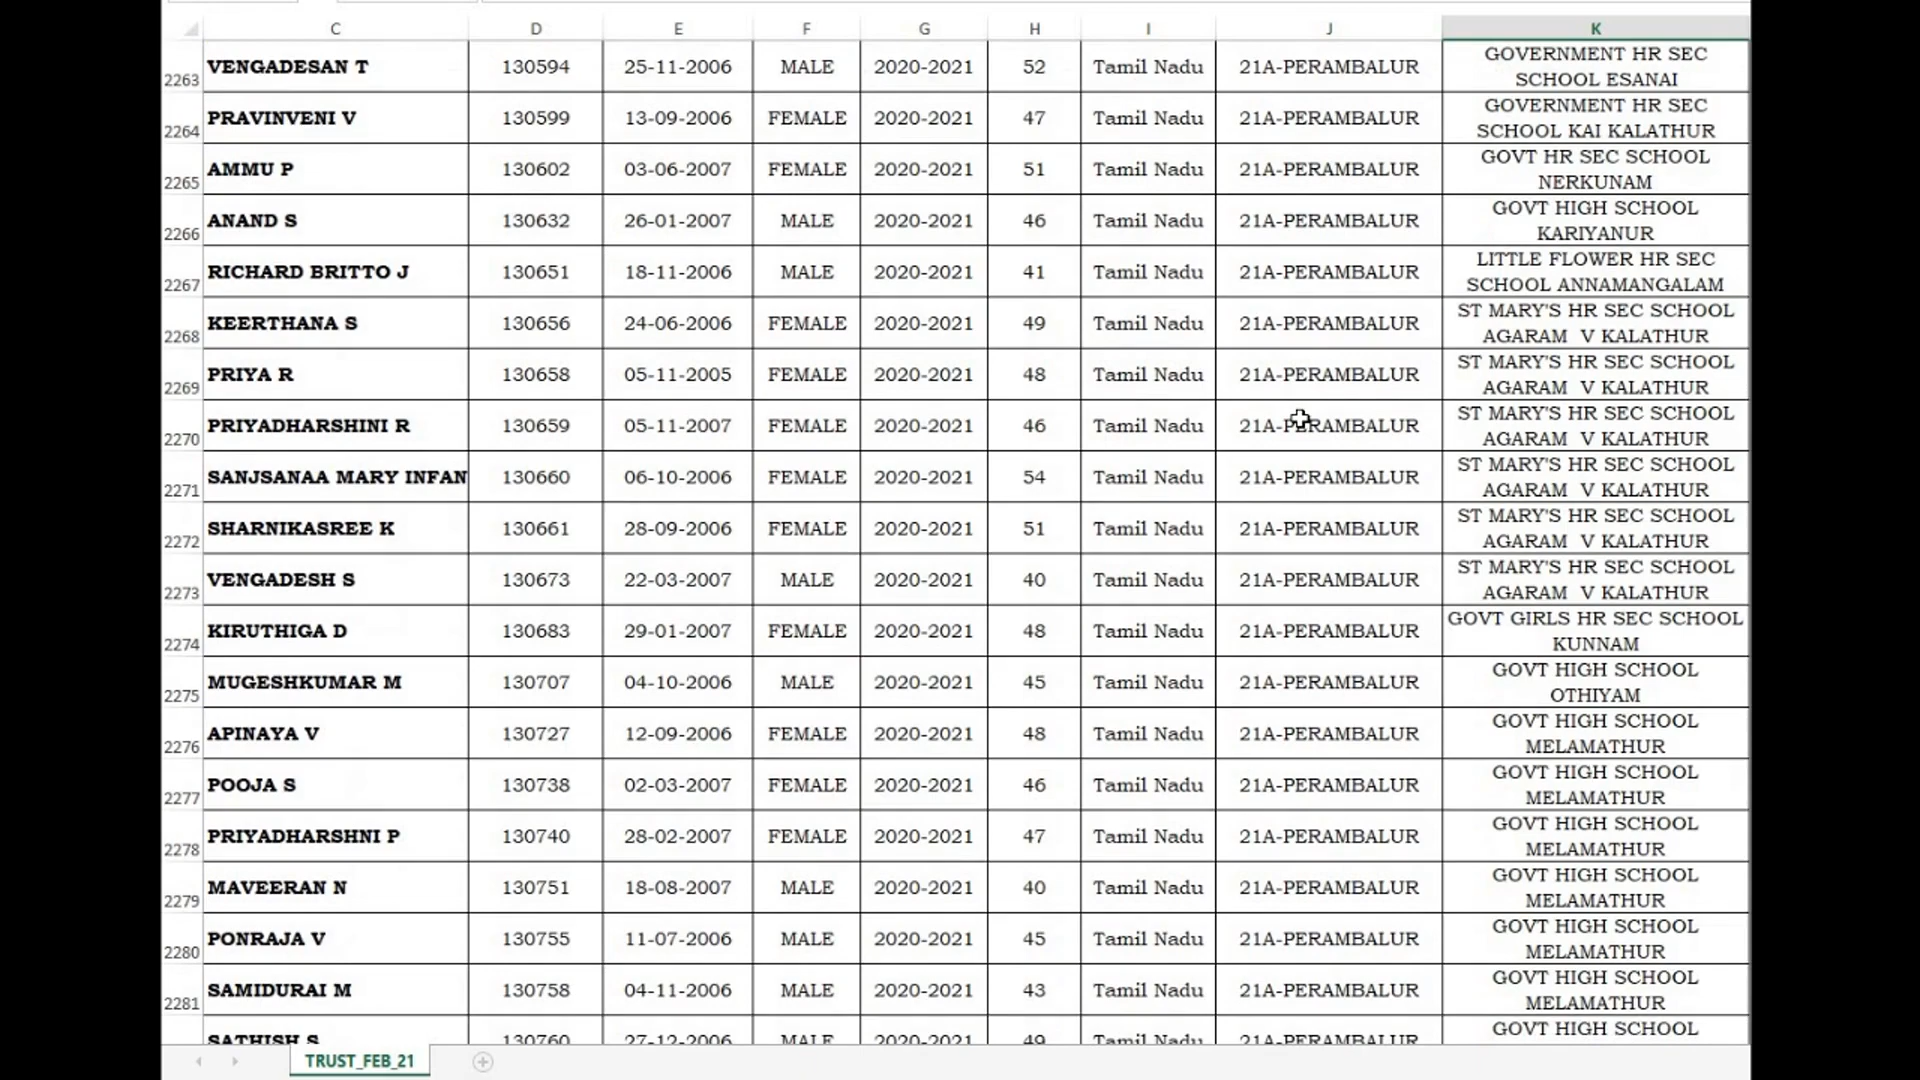 C D E F G H I J K
2263 VENGADESAN T 130594 25-11-2006 MALE 2020-2021 52 Tamil Nadu 21A-PERAMBALUR GOVERNMENT HR SEC
SCHOOL ESANAI
2264 PRAVINVENI V 130599 13-09-2006 FEMALE 2020-2021 47 Tamil Nadu 21A-PERAMBALUR GOVERNMENT HR SEC
SCHOOL KAI KALATHUR
2265 AMMU P 130602 03-06-2007 FEMALE 2020-2021 51 Tamil Nadu 21A-PERAMBALUR GOVT HR SEC SCHOOL
NERKUNAM
2266 ANAND S 130632 26-01-2007 MALE 2020-2021 46 Tamil Nadu 21A-PERAMBALUR GOVT HIGH SCHOOL
KARIYANUR
2267 RICHARD BRITTO J 130651 18-11-2006 MALE 2020-2021 41 Tamil Nadu 21A-PERAMBALUR LITTLE FLOWER HR SEC
SCHOOL ANNAMANGALAM
2268 KEERTHANA S 130656 24-06-2006 FEMALE 2020-2021 49 Tamil Nadu 21A-PERAMBALUR ST MARY'S HR SEC SCHOOL
AGARAM V KALATHUR
2269 PRIYA R 130658 05-11-2005 FEMALE 2020-2021 48 Tamil Nadu 21A-PERAMBALUR ST MARY'S HR SEC SCHOOL
AGARAM V KALATHUR
2270 PRIYADHARSHINI R 130659 05-11-2007 FEMALE 2020-2021 46 Tamil Nadu 21A-PERAMBALUR ST MARY'S HR SEC SCHOOL
AGARAM V KALATHUR
2271 SANJSANAA MARY INFAN 130660 06-10-2006 FEMALE 2020-2021 54 Tamil Nadu 21A-PERAMBALUR ST MARY'S HR SEC SCHOOL
AGARAM V KALATHUR
2272 SHARNIKASREE K 130661 28-09-2006 FEMALE 2020-2021 51 Tamil Nadu 21A-PERAMBALUR ST MARY'S HR SEC SCHOOL
AGARAM V KALATHUR
2273 VENGADESH S 130673 22-03-2007 MALE 2020-2021 40 Tamil Nadu 21A-PERAMBALUR ST MARY'S HR SEC SCHOOL
AGARAM V KALATHUR
2274 KIRUTHIGA D 130683 29-01-2007 FEMALE 2020-2021 48 Tamil Nadu 21A-PERAMBALUR GOVT GIRLS HR SEC SCHOOL
KUNNAM
2275 MUGESHKUMAR M 130707 04-10-2006 MALE 2020-2021 45 Tamil Nadu 21A-PERAMBALUR GOVT HIGH SCHOOL
OTHIYAM
2276 APINAYA V 130727 12-09-2006 FEMALE 2020-2021 48 Tamil Nadu 21A-PERAMBALUR GOVT HIGH SCHOOL
MELAMATHUR
2277 POOJA S 130738 02-03-2007 FEMALE 2020-2021 46 Tamil Nadu 21A-PERAMBALUR GOVT HIGH SCHOOL
MELAMATHUR
2278 PRIYADHARSHNI P 130740 28-02-2007 FEMALE 2020-2021 47 Tamil Nadu 21A-PERAMBALUR GOVT HIGH SCHOOL
MELAMATHUR
2279 MAVEERAN N 130751 18-08-2007 MALE 2020-2021 40 Tamil Nadu 21A-PERAMBALUR GOVT HIGH SCHOOL
MELAMATHUR
2280 PONRAJA V 130755 11-07-2006 MALE 2020-2021 45 Tamil Nadu 21A-PERAMBALUR GOVT HIGH SCHOOL
MELAMATHUR
2281 SAMIDURAI M 130758 04-11-2006 MALE 2020-2021 43 Tamil Nadu 21A-PERAMBALUR GOVT HIGH SCHOOL
MELAMATHUR
SATHISH S 130760 27-12-2006 MALE 2020-2021 49 Tamil Nadu 21A-PERAMBALUR GOVT HIGH SCHOOL
TRUST_FEB_21